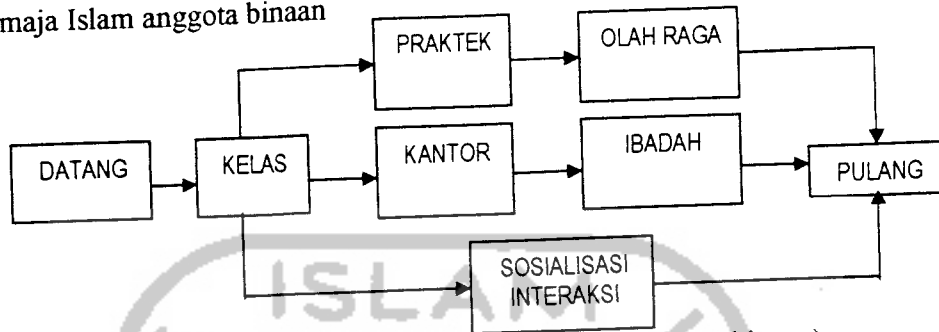 maja Islam anggota binaan
PRAKTEK
OLAH RAGA
DATANG
KELAS
KANTOR
IBADAH
PULANG
SOSIALISASI
INTERAKSI
ISLAM